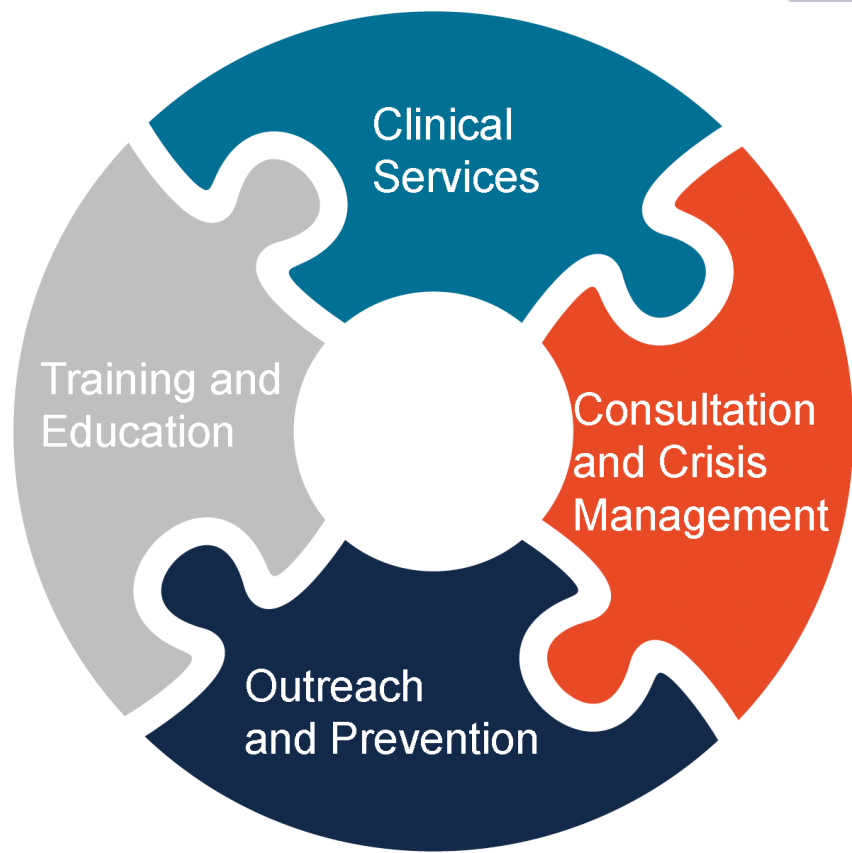 Clinical
Services
Training and
Education
Consultation
and Crisis
Management
Outreach
and Prevention